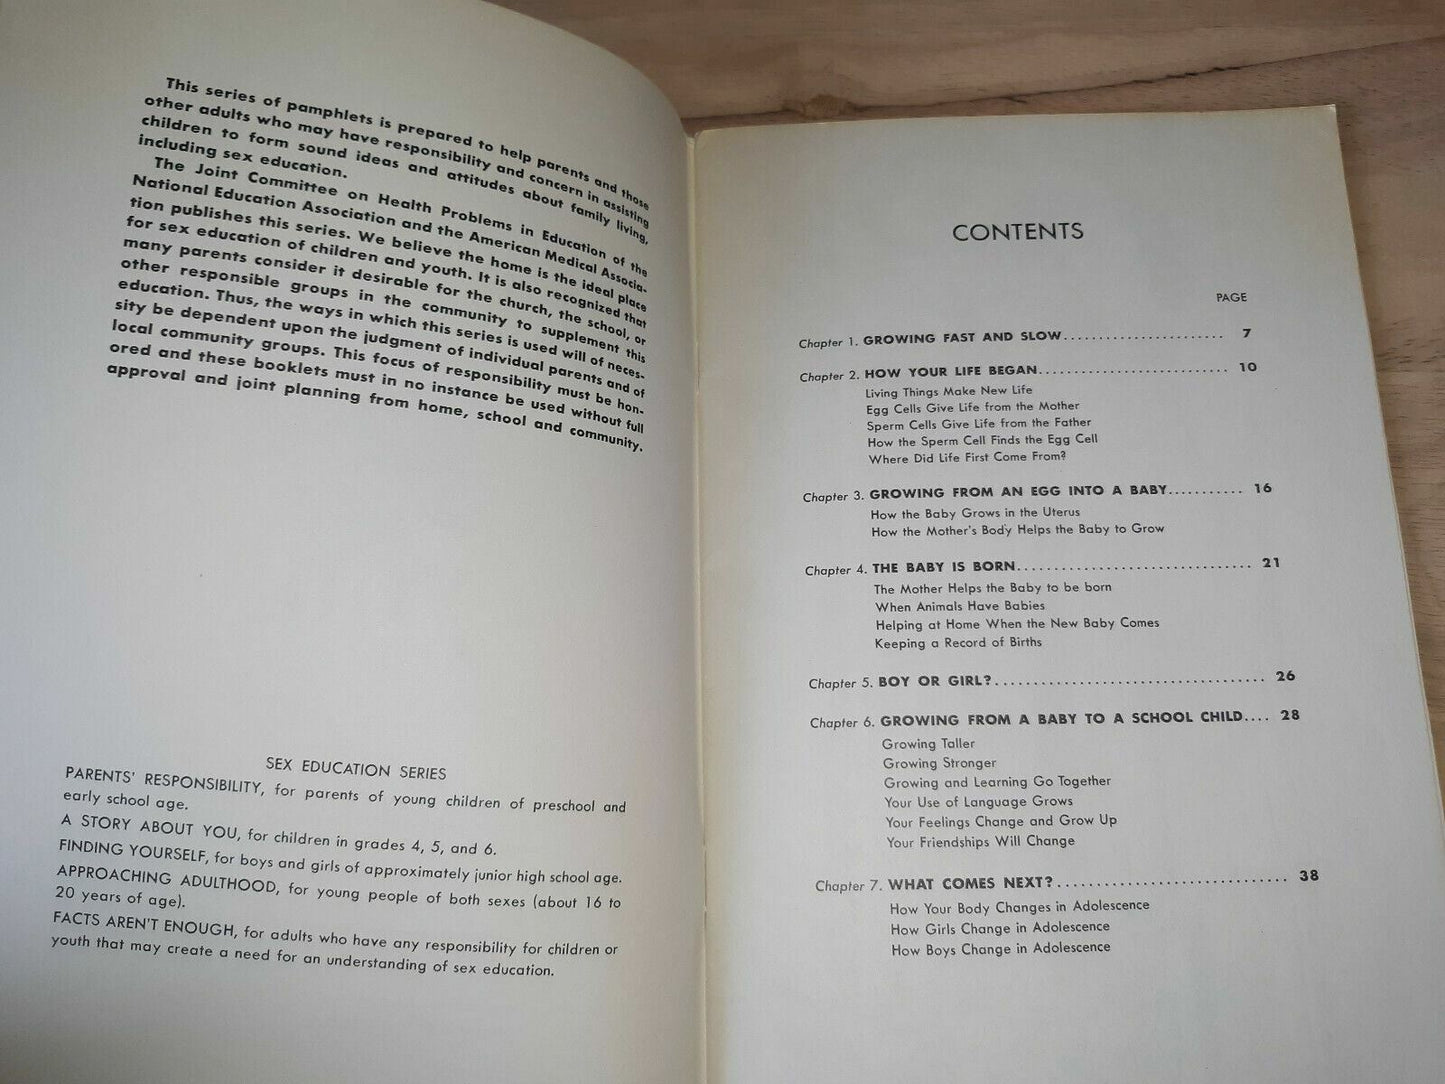 This series of pamphlets is prepared to help parents and those
other adults who may have responsibility and concern in assisting
children to form sound ideas and attitudes about family living,
including sex education.
The Joint Committee on Health Problems in Education of the
National Education Association and the American Medical Associa-
tion publishes this series. We believe the home is the ideal place
for sex education of children and youth. It is also recognized that
many parents consider it desirable for the church, the school, or
other responsible groups in the community to supplement this
education. Thus, the ways in which this series is used will of neces-
sity be dependent upon the judgment of individual parents and of
local community groups. This focus of responsibility must be hon-
ored and these booklets must in no instance be used without full
approval and joint planning from home, school and community.
SEX EDUCATION SERIES
PARENTS' RESPONSIBILITY, for parents of young children of preschool and
early school age.
A STORY ABOUT YOU, for children in grades 4, 5, and 6.
FINDING YOURSELF, for boys and girls of approximately junior high school age.
APPROACHING ADULTHOOD, for young people of both sexes (about 16 to
20 years of age).
FACTS AREN'T ENOUGH, for adults who have any responsibility for children or
youth that may create a need for an understanding of sex education.
CONTENTS
PAGE
Chapter 1. GROWING FAST AND SLOW........................ 7
Chapter 2. HOW YOUR LIFE BEGAN............................ 10
Living Things Make New Life
Egg Cells Give Life from the Mother
Sperm Cells Give Life from the Father
How the Sperm Cell Finds the Egg Cell
Where Did Life First Come From?
Chapter 3. GROWING FROM AN EGG INTO A BABY........... 16
How the Baby Grows in the Uterus
How the Mother's Body Helps the Baby to Grow
Chapter 4. THE BABY IS BORN................................ 21
The Mother Helps the Baby to be born
When Animals Have Babies
Helping at Home When the New Baby Comes
Keeping a Record of Births
Chapter 5. BOY OR GIRL?................................... 26
Chapter 6. GROWING FROM A BABY TO A SCHOOL CHILD.... 28
Growing Taller
Growing Stronger
Growing and Learning Go Together
Your Use of Language Grows
Your Feelings Change and Grow Up
Your Friendships Will Change
Chapter 7. WHAT COMES NEXT?.............................. 38
How Your Body Changes in Adolescence
How Girls Change in Adolescence
How Boys Change in Adolescence